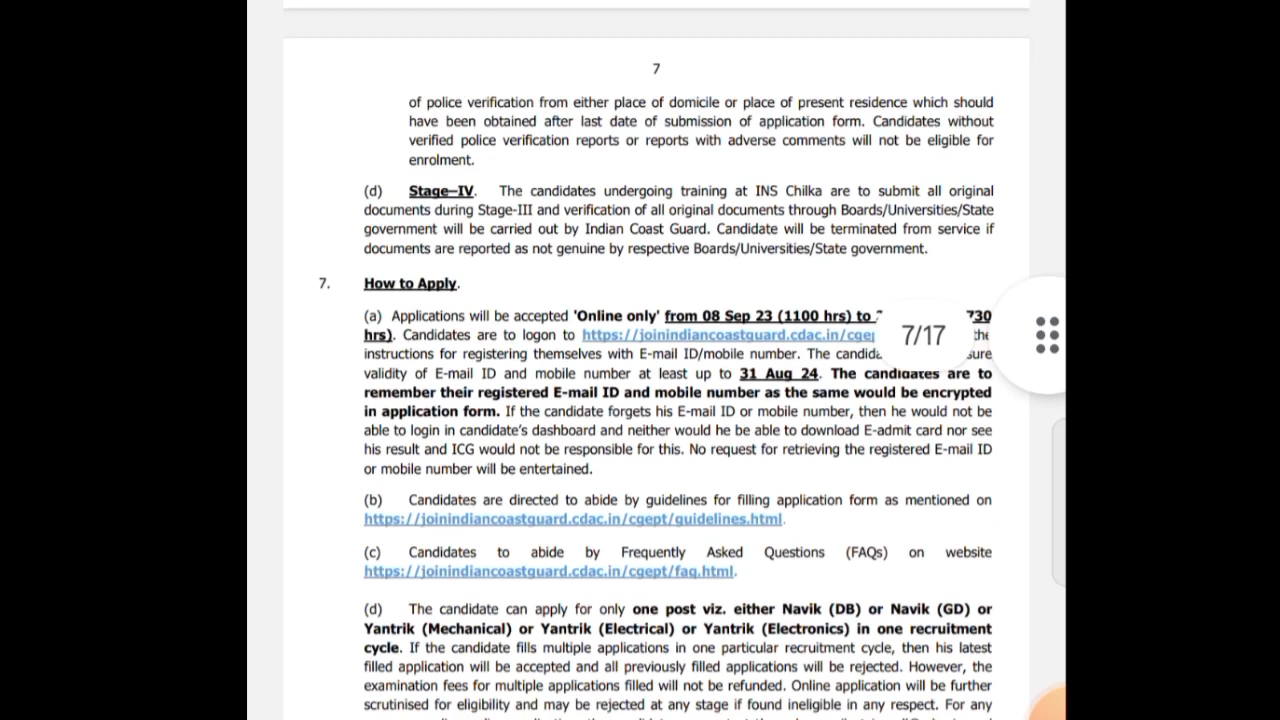 7
of police verification from either place of domicile or place of present residence which should
have been obtained after last date of submission of application form. Candidates without
verified police verification reports or reports with adverse comments will not be eligible for
enrolment.
(d) Stage–IV. The candidates undergoing training at INS Chilka are to submit all original
documents during Stage-III and verification of all original documents through Boards/Universities/State
government will be carried out by Indian Coast Guard. Candidate will be terminated from service if
documents are reported as not genuine by respective Boards/Universities/State government.
7. How to Apply.
(a) Applications will be accepted 'Online only' from 08 Sep 23 (1100 hrs) to 730
hrs). Candidates are to logon to https://joinindiancoastguard.cdac.in/cgep
7/17
instructions for registering themselves with E-mail ID/mobile number. The
validity of E-mail ID and mobile number at least up to 31 Aug 24. The candidates are to
remember their registered E-mail ID and mobile number as the same would be encrypted
in application form. If the candidate forgets his E-mail ID or mobile number, then he would not be
able to login in candidate's dashboard and neither would he be able to download E-admit card nor see
his result and ICG would not be responsible for this. No request for retrieving the registered E-mail ID
or mobile number will be entertained.
(b) Candidates are directed to abide by guidelines for filling application form as mentioned on
https://joinindiancoastguard.cdac.in/cgept/guidelines.html.
(c) Candidates to abide by Frequently Asked Questions (FAQs) on website
https://joinindiancoastguard.cdac.in/cgept/faq.html.
(d) The candidate can apply for only one post viz. either Navik (DB) or Navik (GD) or
Yantrik (Mechanical) or Yantrik (Electrical) or Yantrik (Electronics) in one recruitment
cycle. If the candidate fills multiple applications in one particular recruitment cycle, then his latest
filled application will be accepted and all previously filled applications will be rejected. However, the
examination fees for multiple applications filled will not be refunded. Online application will be further
scrutinised for eligibility and may be rejected at any stage if found ineligible in any respect. For any